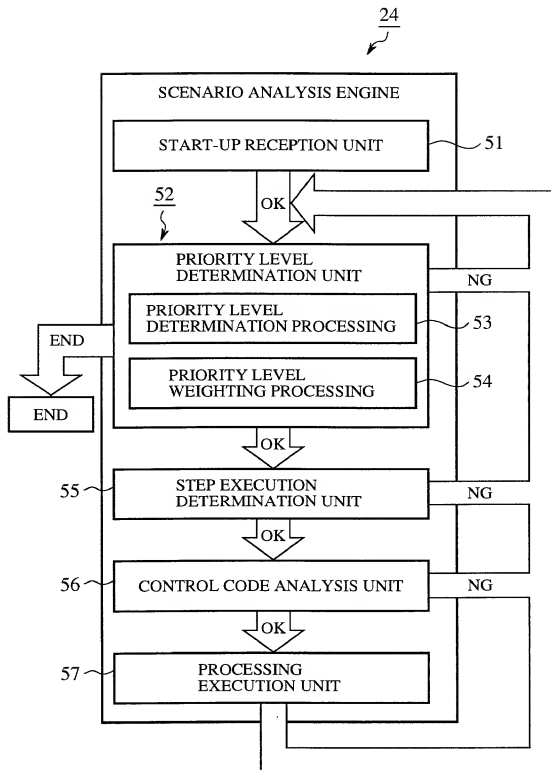 24
SCENARIO ANALYSIS ENGINE
START-UP RECEPTION UNIT
51
OK
52
PRIORITY LEVEL
DETERMINATION UNIT
NG
PRIORITY LEVEL
DETERMINATION PROCESSING
53
END
PRIORITY LEVEL
WEIGHTING PROCESSING
54
END
OK
55
STEP EXECUTION
DETERMINATION UNIT
NG
OK
56
CONTROL CODE ANALYSIS UNIT
NG
OK
57
PROCESSING
EXECUTION UNIT